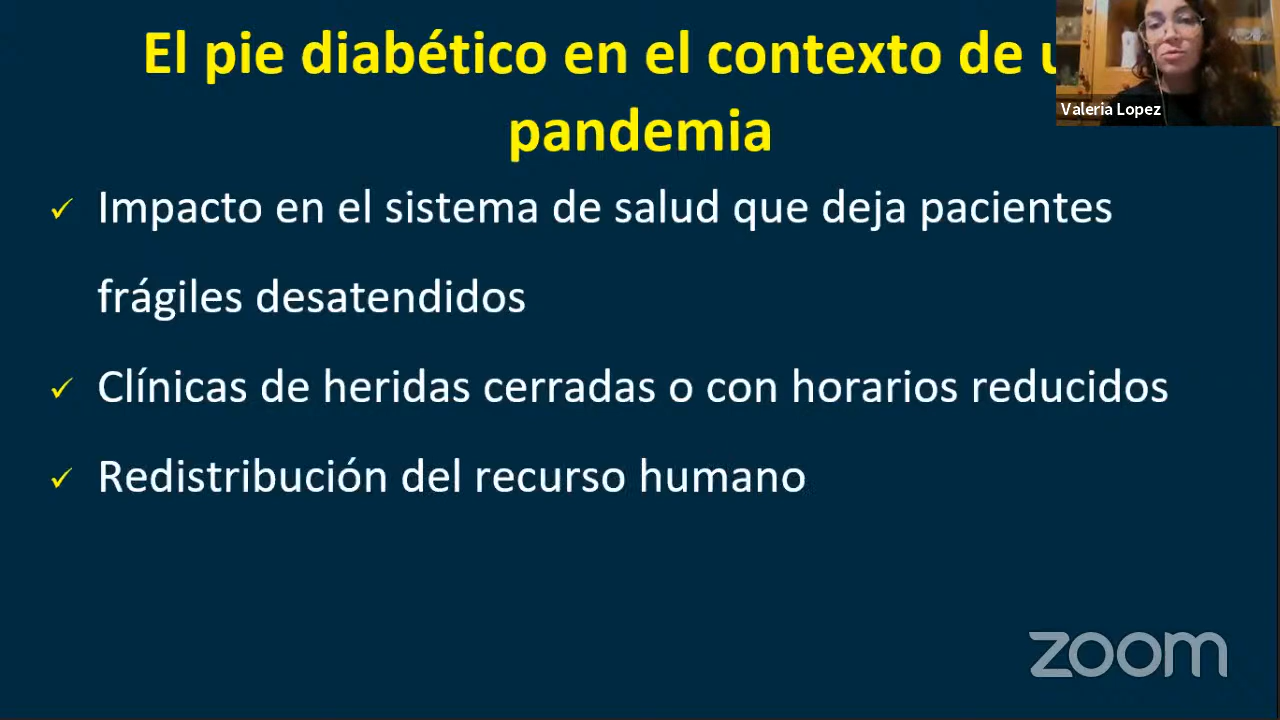 El pie diabético en el contexto de
pandemia
Valeria Lopez
✓ Impacto en el sistema de salud que deja pacientes
frágiles desatendidos
✓ Clínicas de heridas cerradas o con horarios reducidos
✓ Redistribución del recurso humano
zoom